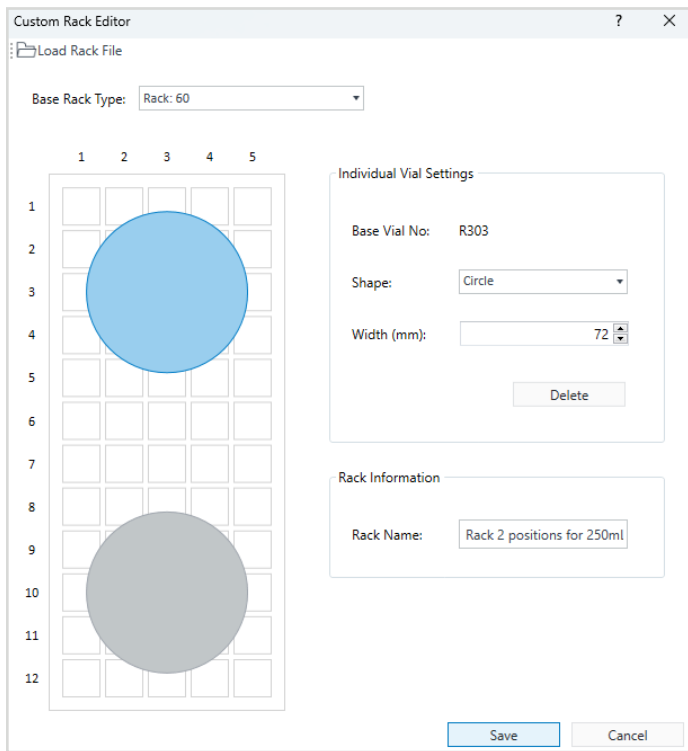 Custom Rack Editor ? X
Load Rack File
Base Rack Type: Rack: 60
1 2 3 4 5
1
2
3
4
5
6
7
8
9
10
11
12
Individual Vial Settings
Base Vial No: R303
Shape: Circle
Width (mm): 72
Delete
Rack Information
Rack Name: Rack 2 positions for 250ml
Save Cancel